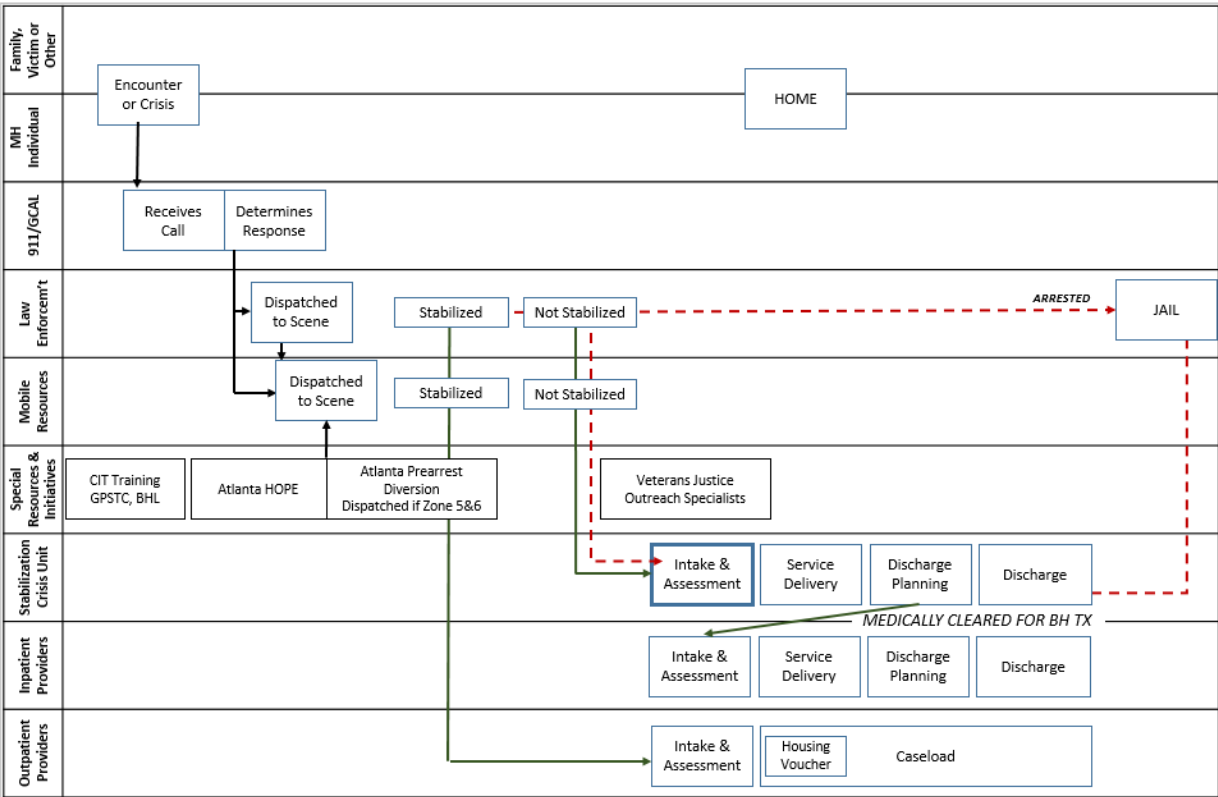 Family,
Victim or
Other
Encounter
or Crisis
HOME
MH
Individual
911/GCAL
Receives
Call
Determines
Response
Law
Enforcem't
Dispatched
to Scene
Stabilized
Not Stabilized
ARRESTED
JAIL
Mobile
Resources
Dispatched
to Scene
Stabilized
Not Stabilized
Special
Resources &
Initiatives
CIT Training
GPSTC, BHL
Atlanta HOPE
Atlanta Prearrest
Diversion
Dispatched if Zone 5&6
Veterans Justice
Outreach Specialists
Stabilization
Crisis Unit
Intake &
Assessment
Service
Delivery
Discharge
Planning
Discharge
MEDICALLY CLEARED FOR BH TX
Inpatient
Providers
Intake &
Assessment
Service
Delivery
Discharge
Planning
Discharge
Outpatient
Providers
Intake &
Assessment
Housing
Voucher
Caseload